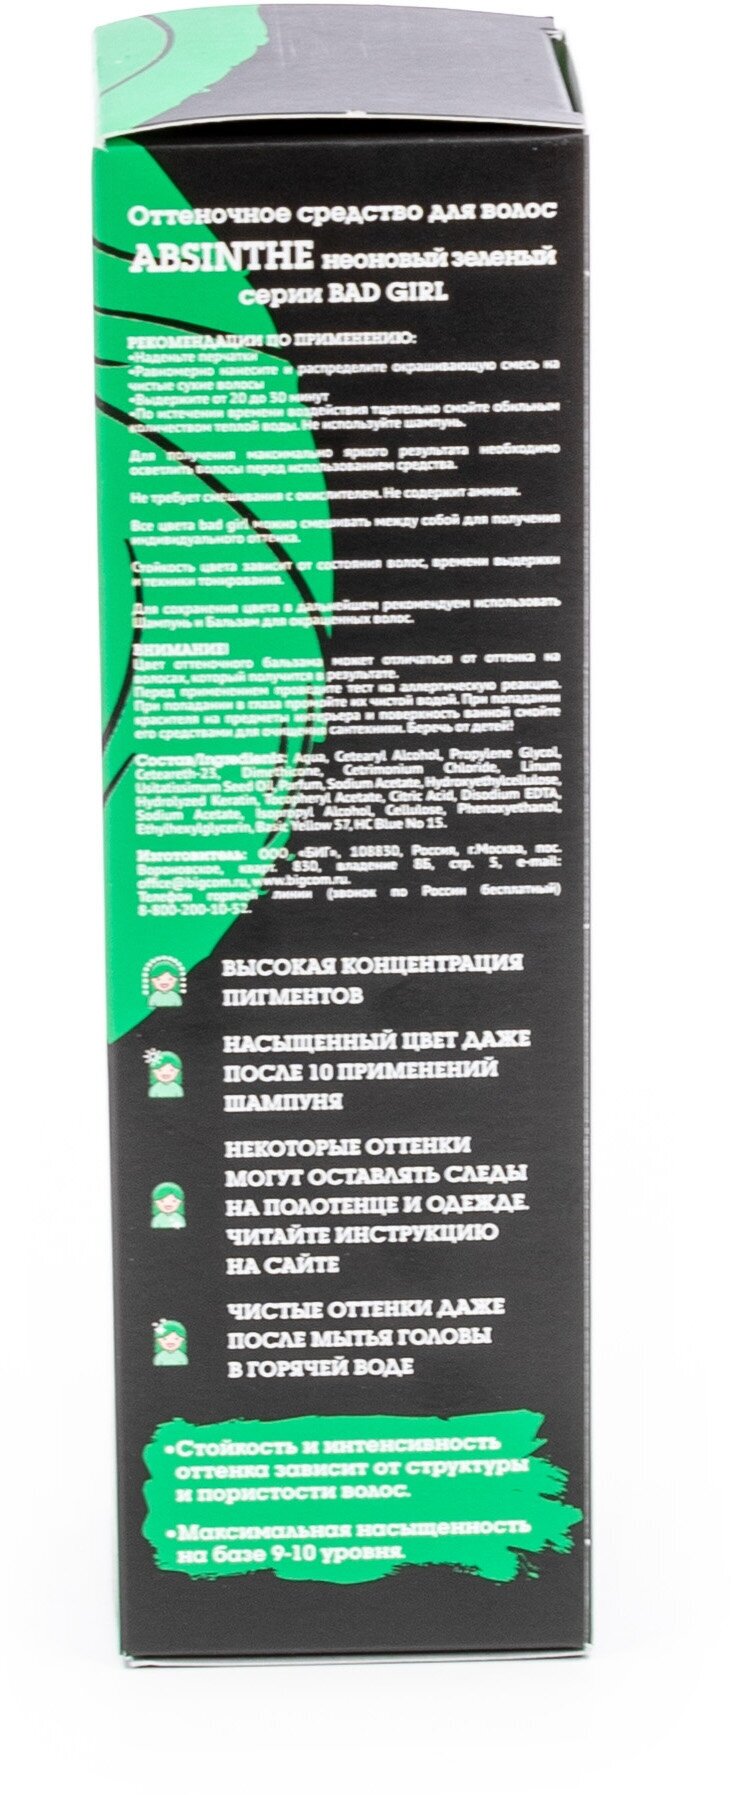 Оттеночное средство для волос
ABSINTHE неоновый зеленый
серии BAD GIRL
РЕКОМЕНДАЦИИ ПО ПРИМЕНЕНИЮ:
•Наденьте перчатки
•Равномерно нанесите и распределите окрашивающую смесь на
чистые сухие волосы
•Выдержите от 20 до 30 минут
•По истечении времени воздействия тщательно смойте обильным
количеством теплой воды. Не используйте шампунь.
Для получения максимально яркого результата необходимо
осветлить волосы перед использованием средства.
Не требует смешивания с окислителем. Не содержит аммиак.
Все цвета bad girl можно смешивать между собой для получения
индивидуального оттенка.
Стойкость цвета зависит от состояния волос, времени выдержки
и техники тонирования.
Для сохранения цвета в дальнейшем рекомендуем использовать
Шампунь и Бальзам для окрашенных волос.
ВНИМАНИЕ!
Цвет оттеночного бальзама может отличаться от оттенка на
волосах, который получится в результате.
Перед применением проведите тест на аллергическую реакцию.
При попадании в глаза промойте их чистой водой. При попадании
красителя на предметы интерьера и поверхность ванной смойте
его средствами для очистки сантехники. Беречь от детей!
Состав/Ingredients: Aqua, Cetearyl Alcohol, Propylene Glycol,
Ceteareth-23, Dimethicone, Cetrimonium Chloride, Linum
Usitatissimum Seed Oil, Parfum, Sodium Acetate, Hydroxyethylcellulose,
Hydrolyzed Keratin, Tocopheryl Acetate, Citric Acid, Disodium EDTA,
Sodium Acetate, Isopropyl Alcohol, Cellulose, Phenoxyethanol,
Ethylhexylglycerin, Basic Yellow 57, HC Blue No 15.
Изготовитель: ООО «БИГ», 108830, Россия, г.Москва, пос.
Вороновское, кварт. 830, владение 8Б, стр. 5, e-mail:
office@bigcom.ru, www.bigcom.ru.
Телефон горячей линии (звонок по России бесплатный)
8-800-200-10-52.
ВЫСОКАЯ КОНЦЕНТРАЦИЯ
ПИГМЕНТОВ
НАСЫЩЕННЫЙ ЦВЕТ ДАЖЕ
ПОСЛЕ 10 ПРИМЕНЕНИЙ
ШАМПУНЯ
НЕКОТОРЫЕ ОТТЕНКИ
МОГУТ ОСТАВЛЯТЬ СЛЕДЫ
НА ПОЛОТЕНЦЕ И ОДЕЖДЕ.
ЧИТАЙТЕ ИНСТРУКЦИЮ
НА САЙТЕ
ЧИСТЫЕ ОТТЕНКИ ДАЖЕ
ПОСЛЕ МЫТЬЯ ГОЛОВЫ
В ГОРЯЧЕЙ ВОДЕ
•Стойкость и интенсивность
оттенка зависит от структуры
и пористости волос.
•Максимальная насыщенность
на базе 9-10 уровня.